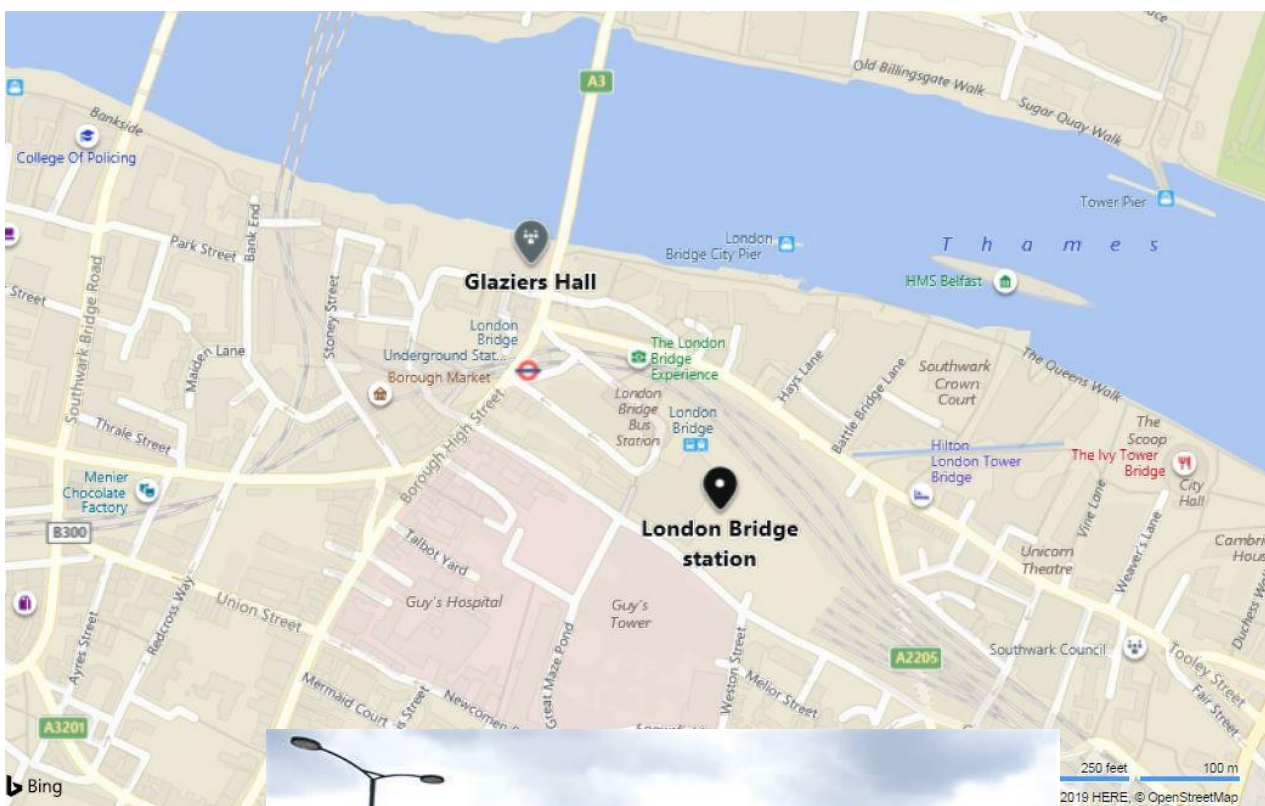 A3
Old Billingsgate Walk
Sugar Quay Walk
Bankside
College Of Policing
Tower Pier
Bank End
Park Street
Street
Southwark Bridge Road
Stoney Street
Maiden Lane
Glaziers Hall
London
Bridge City Pier
Thames
HMS Belfast
London
Bridge
Underground Stat...
Borough Market
The London
Bridge
Experience
London
Bridge
Bus
Station
London
Bridge
Hays Lane
Battle Bridge Lane
Southwark
Crown
Court
The Queens Walk
The
Scoop
The Ivy Tower
Bridge
City
Hall
Hilton
London Tower
Bridge
Thrale Street
Menier
Chocolate
Factory
B300
Borough High Street
London Bridge
station
Vine Lane
Weaver's Lane
Unicorn
Theatre
Talbot Yard
Guy's Hospital
Guy's
Tower
Union Street
Redcross Way
Ayres Street
Great Maze Pond
Weston Street
Melior Street
A2205
Southwark Council
Tooley Street
Fair Street
Mermaid Court
Street
Newcomen
A3201
Bing
250 feet
100 m
2019 HERE, © OpenStreetMap